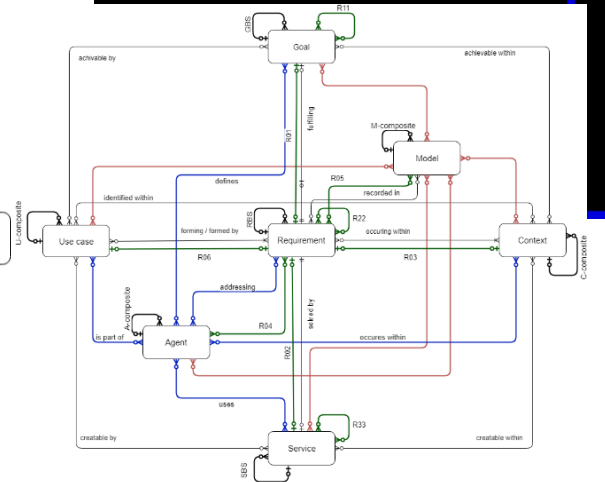 R11
GBS
Goal
achivable by
achievable within
M-composite
R01
fulfilling
Model
R05
defines
recorded in
identified within
U-composite
RBS
R22
Use case
forming / formed by
Requirement
occuring within
Context
R06
R03
C-composite
addressing
A-composite
R04
is part of
Agent
occures within
R02
uses
R33
creatable by
Service
creatable within
SBS